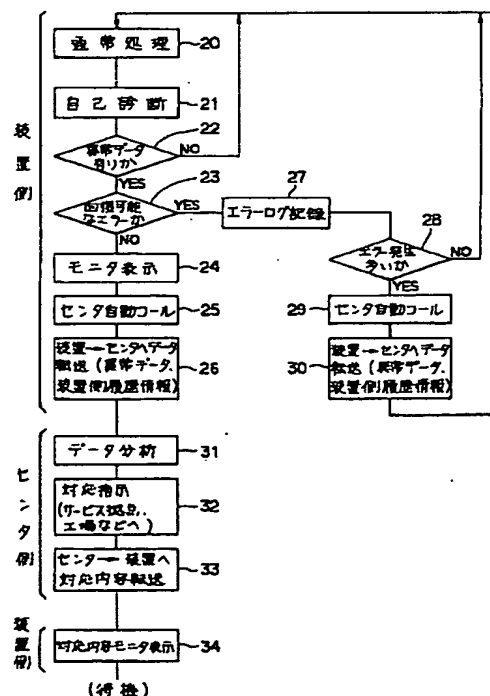 通常処理
20
自己診断
21
22
異常データ
有りか
NO
YES
23
回復可能
なエラーか
YES
NO
27
エラーログ記録
28
エラー発生
多いか
NO
YES
モニタ表示
24
センタ自動コール
25
装置→センタへデータ
転送(異常データ、
装置側履歴情報)
26
29
センタ自動コール
装置→センタへデータ
転送(異常データ、
装置側履歴情報)
30
装置側
データ分析
31
対応指示
(サービス拠点、
工場などへ)
32
センター→装置へ
対応内容転送
33
センタ側
対応内容モニタ表示
34
装置側
(待機)